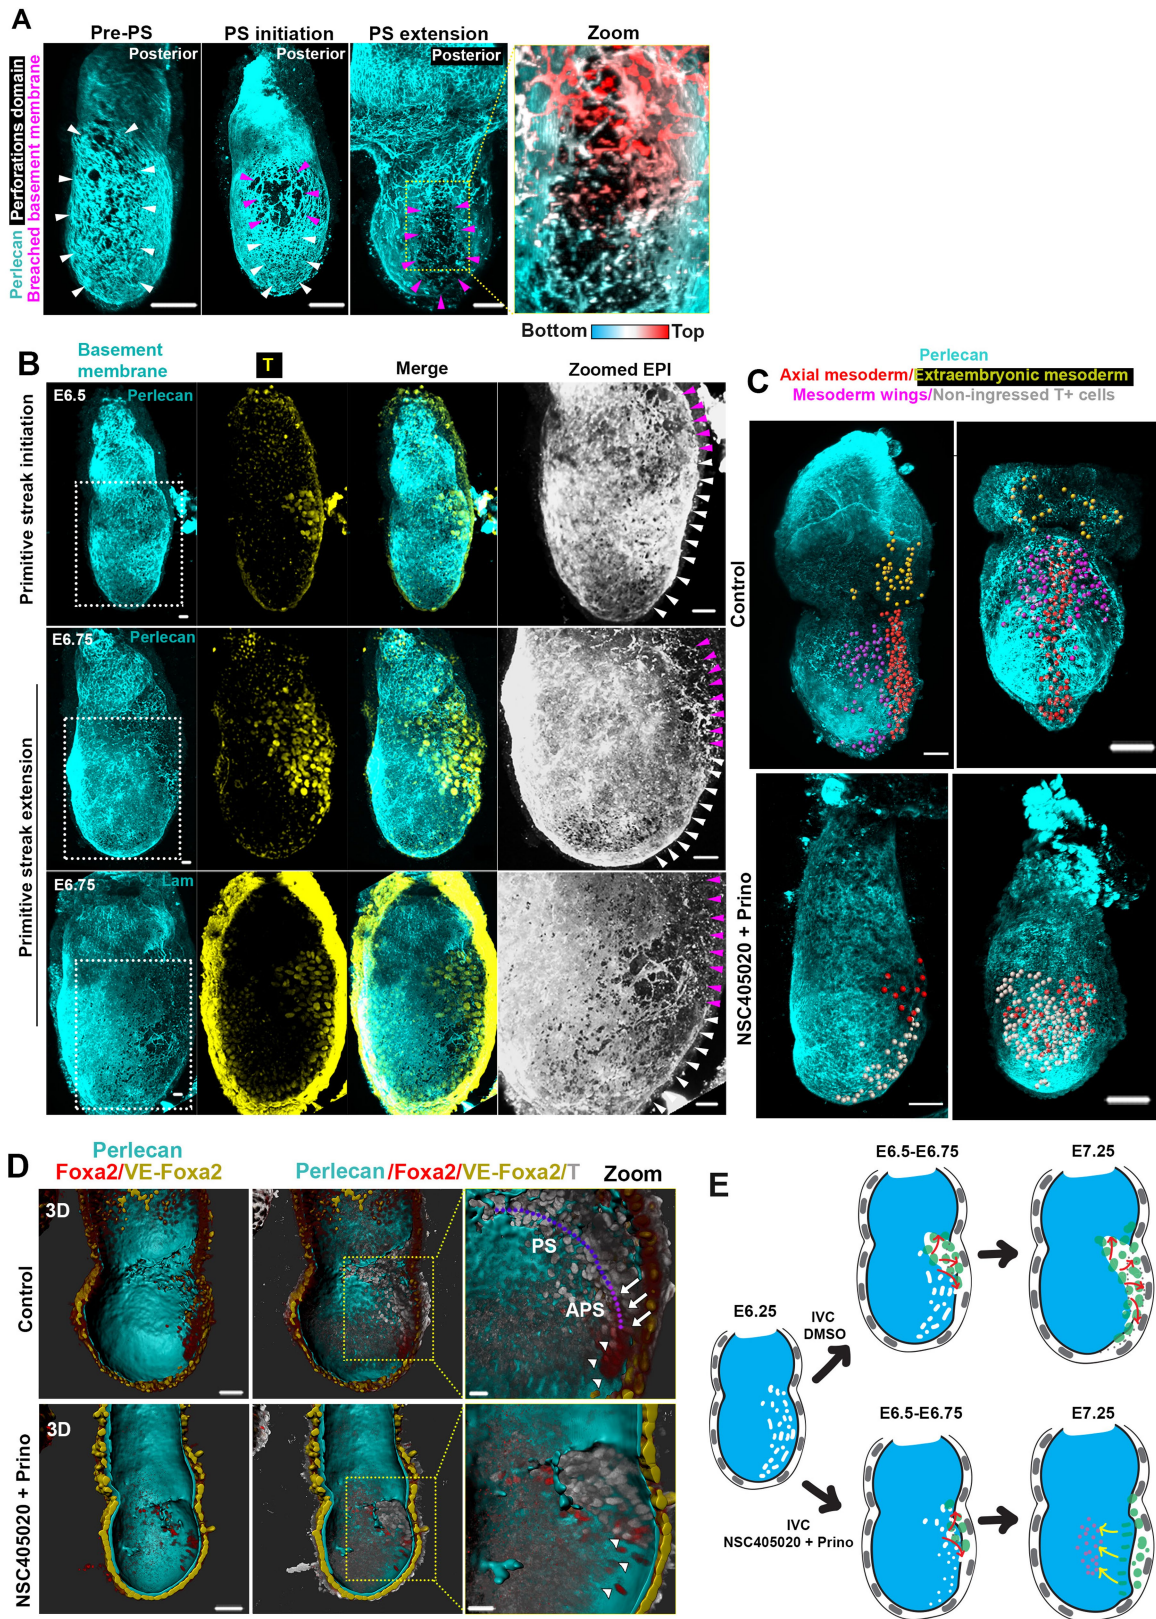 A
Pre-PS
PS initiation
PS extension
Zoom
Perlecan Perforations domain
Breached basement membrane
Posterior
Posterior
Posterior
Bottom
Top
B
Basement
membrane
T
Merge
Zoomed EPI
Primitive streak initiation
E6.5
Perlecan
Primitive streak extension
E6.75
Perlecan
E6.75
Lam
C
Perlecan
Axial mesoderm/Extraembryonic mesoderm
Mesoderm wings/Non-ingressed T+ cells
Control
NSC405020 + Prino
D
Perlecan
Foxa2/VE-Foxa2
Perlecan/Foxa2/VE-Foxa2/T
Zoom
Control
3D
PS
APS
NSC405020 + Prino
3D
E
E6.5-E6.75
E7.25
E6.25
IVC
DMSO
E6.5-E6.75
E7.25
IVC
NSC405020 + Prino